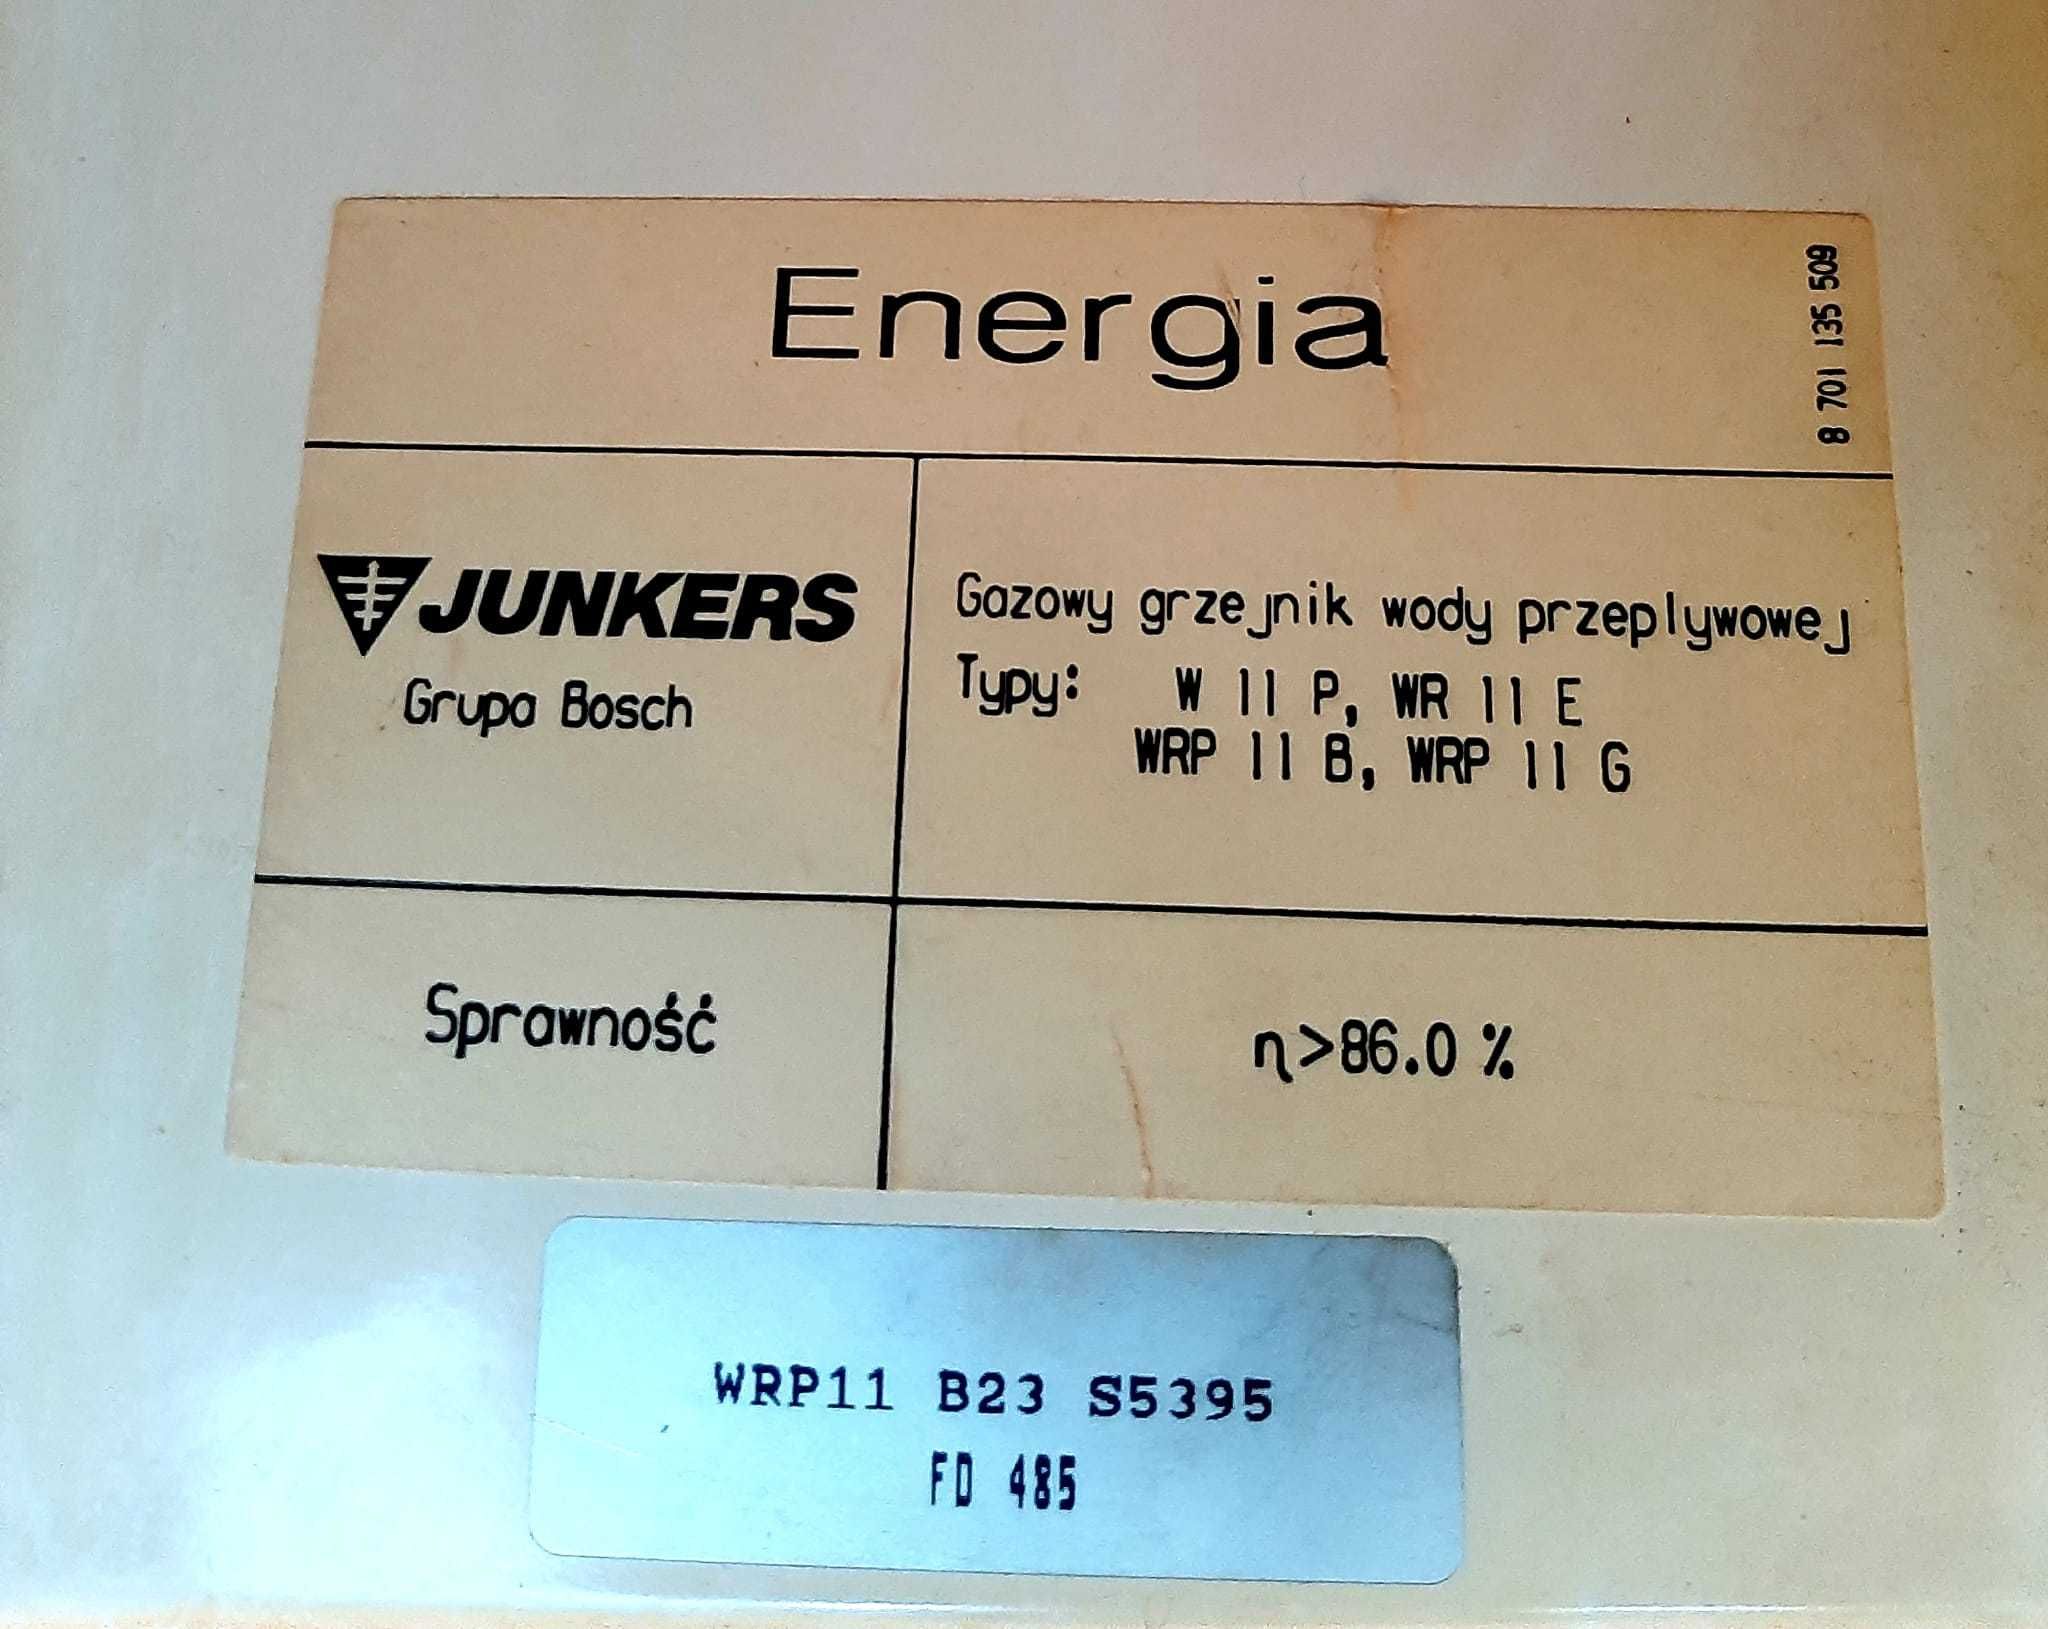 Energia
8 701 135 509
JUNKERS
Grupa Bosch
Gazowy grzejnik wody przeplywowej
Typy: W 11 P, WR 11 E
WRP 11 B, WRP 11 G
Sprawność
η>86.0 %
WRP11 B23 S5395
FD 485